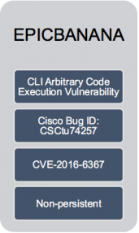 EPICBANANA
CLI Arbitrary Code
Execution Vulnerability
Cisco Bug ID:
CSCtu74257
CVE-2016-6367
Non-persistent